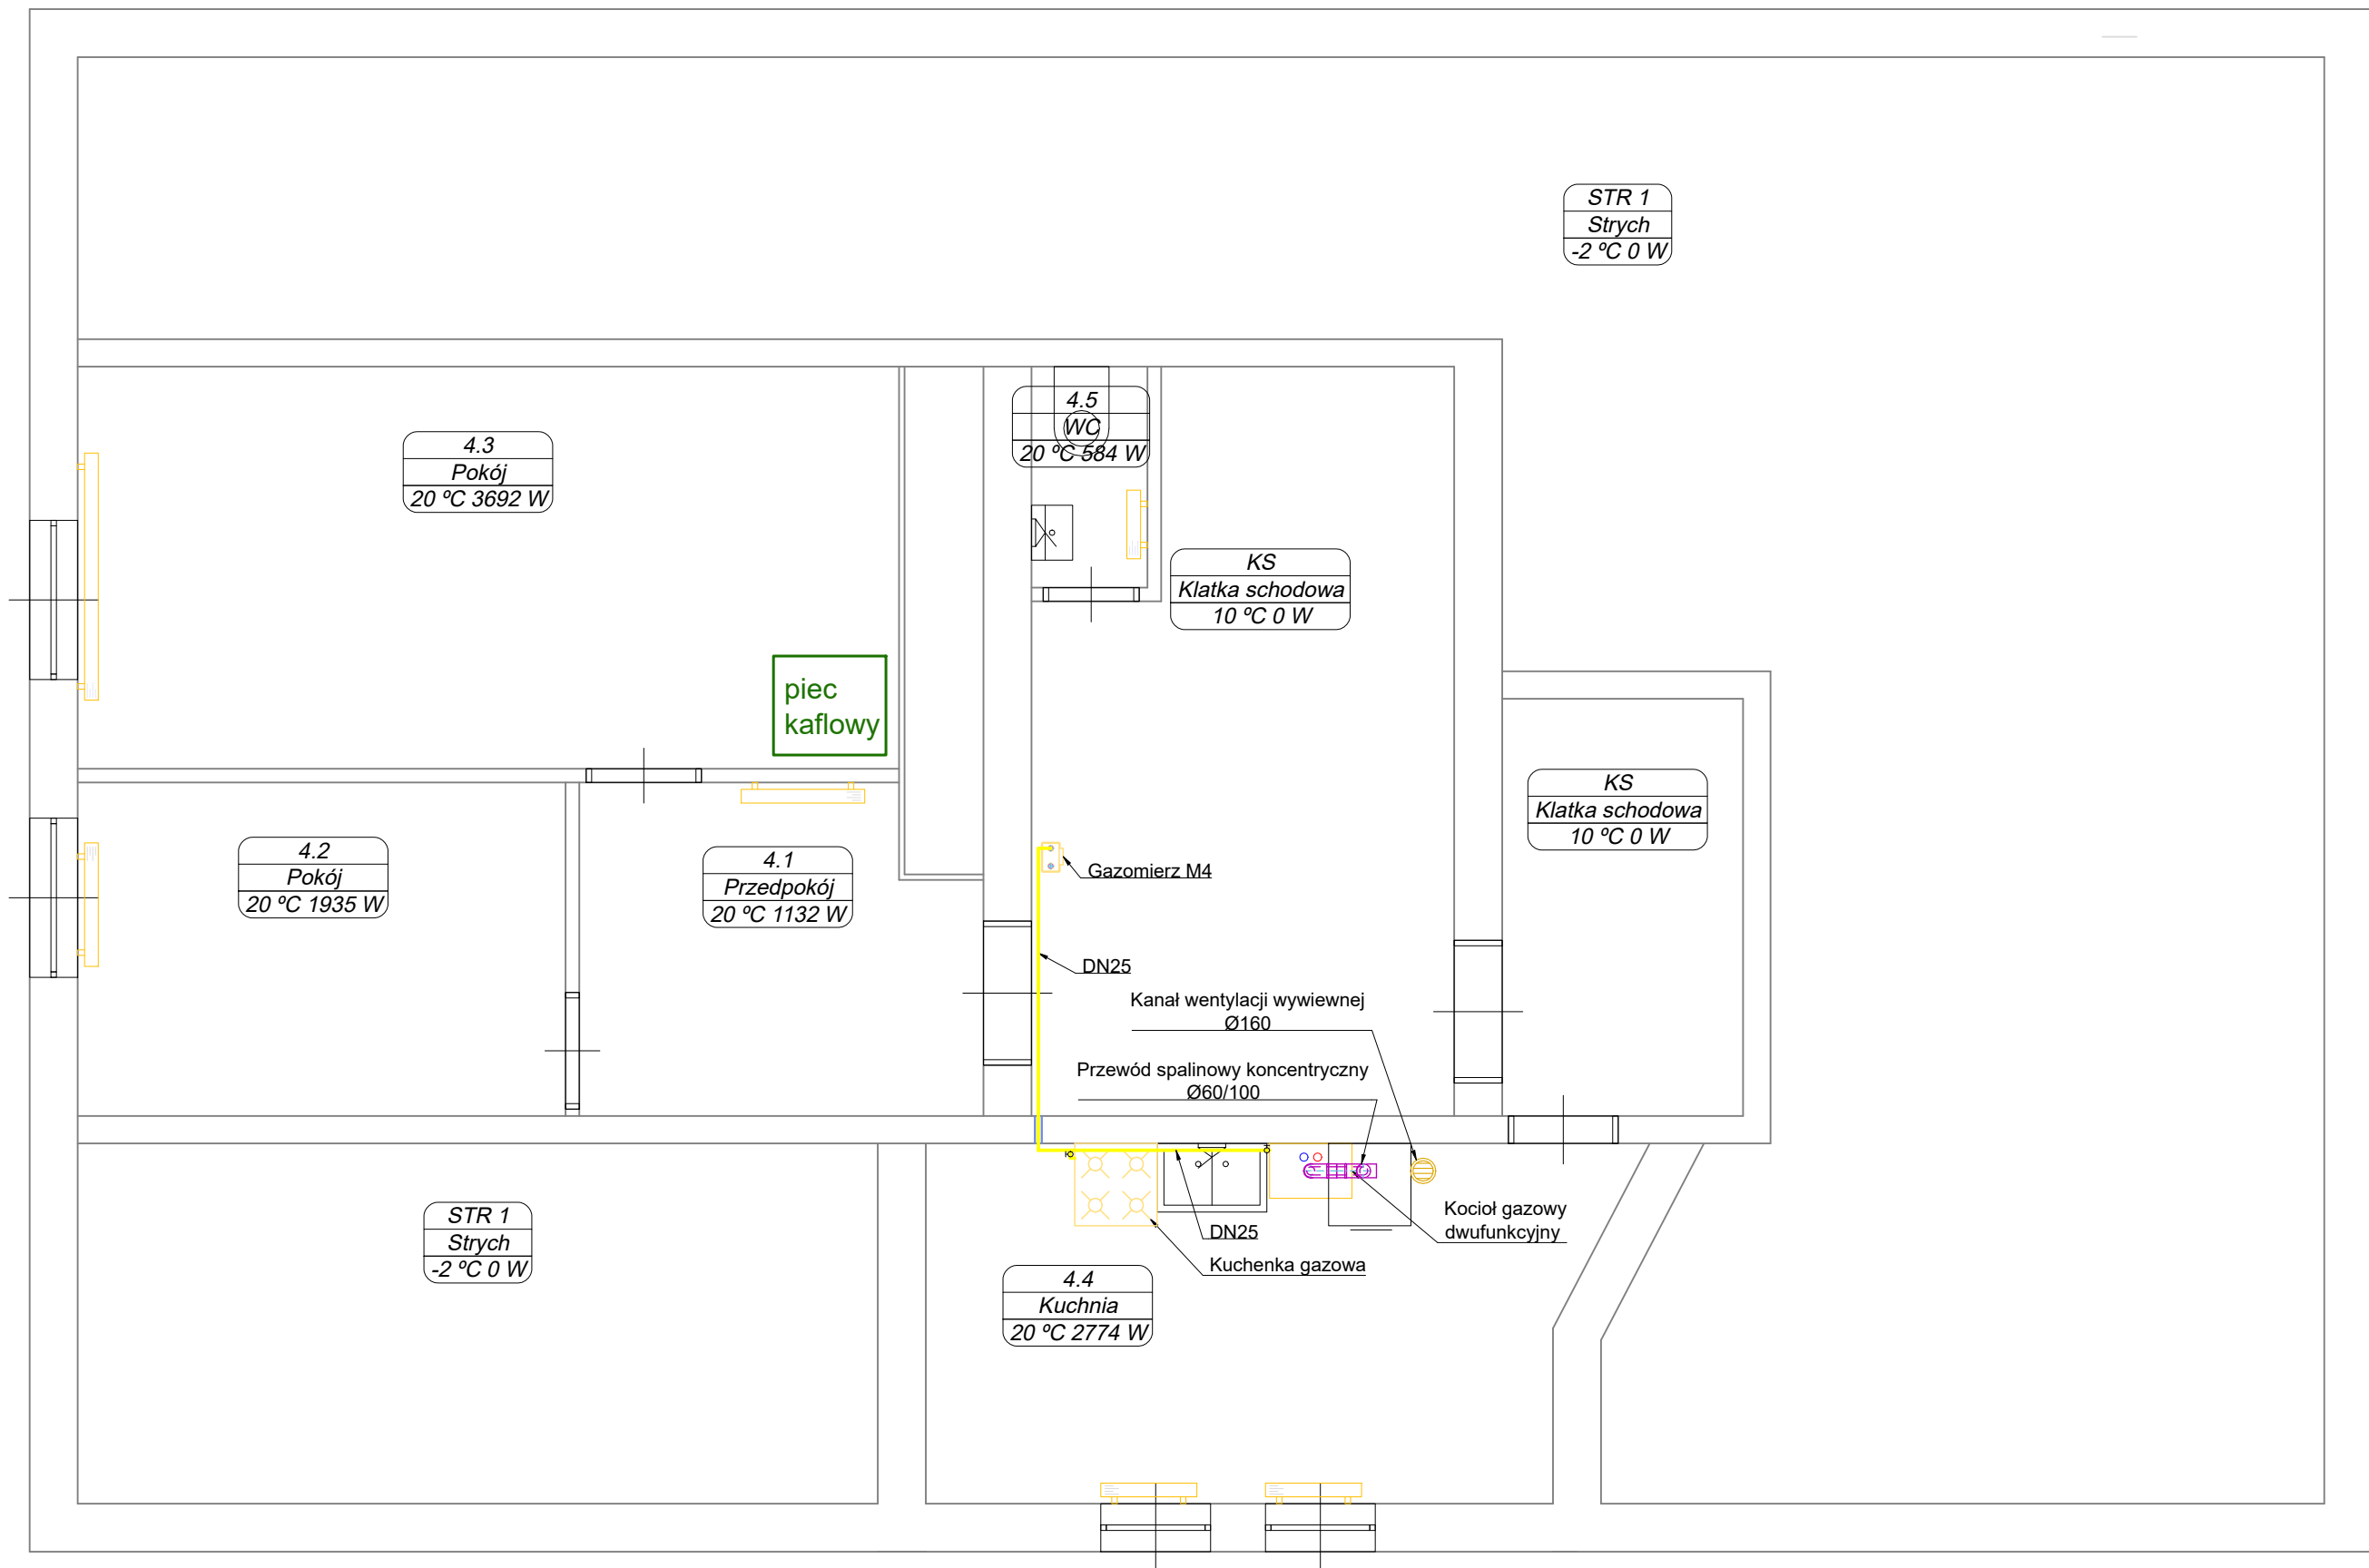 STR 1
Strych
-2 ºC 0 W
4.5
WC
20 ºC 584 W
4.3
Pokój
20 ºC 3692 W
KS
Klatka schodowa
10 ºC 0 W
piec
kaflowy
KS
Klatka schodowa
10 ºC 0 W
4.2
Pokój
20 ºC 1935 W
4.1
Przedpokój
20 ºC 1132 W
Gazomierz M4
DN25
Kanał wentylacji wywiewnej
Ø160
Przewód spalinowy koncentryczny
Ø60/100
STR 1
Strych
-2 ºC 0 W
Kocioł gazowy
dwufunkcyjny
DN25
Kuchenka gazowa
4.4
Kuchnia
20 ºC 2774 W